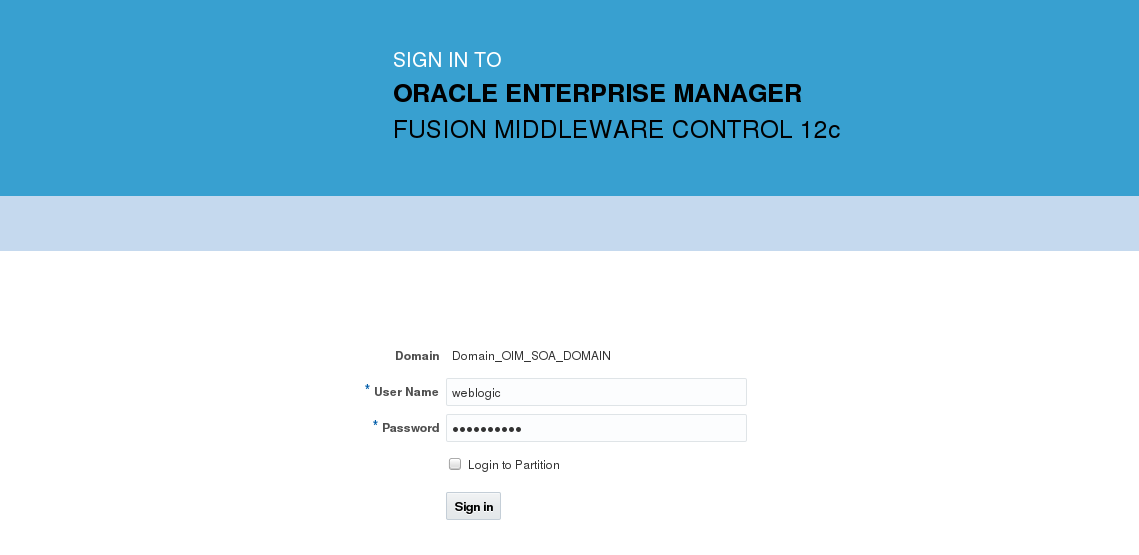 SIGN IN TO
ORACLE ENTERPRISE MANAGER
FUSION MIDDLEWARE CONTROL 12c
Domain Domain_OIM_SOA_DOMAIN
* User Name weblogic
* Password ••••••••••
Login to Partition
Sign in